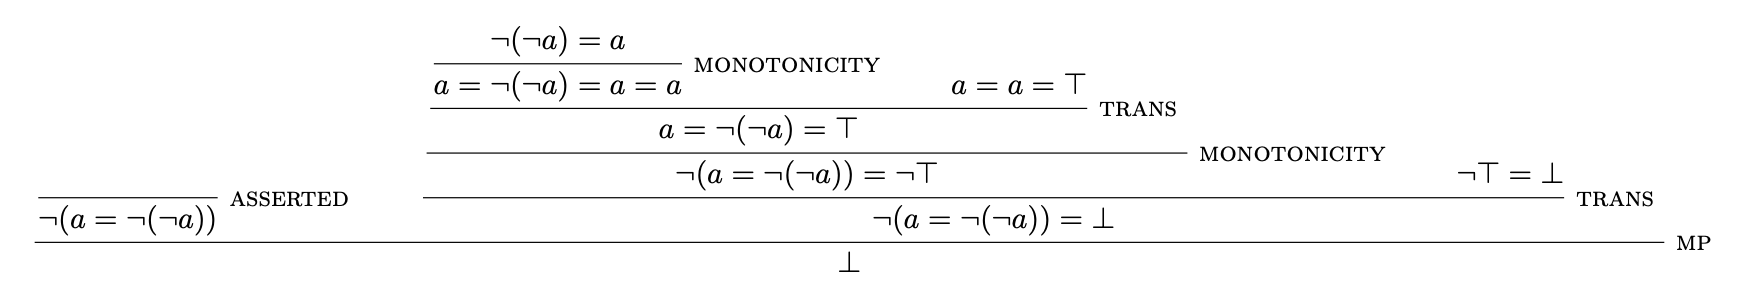 ¬(¬a) = a
MONOTONICITY
a = ¬(¬a) = a = a a = a = ⊤
TRANS
a = ¬(¬a) = ⊤
MONOTONICITY
¬(a = ¬(¬a)) = ¬⊤ ¬⊤ = ⊥
ASSERTED TRANS
¬(a = ¬(¬a)) ¬(a = ¬(¬a)) = ⊥
MP
⊥